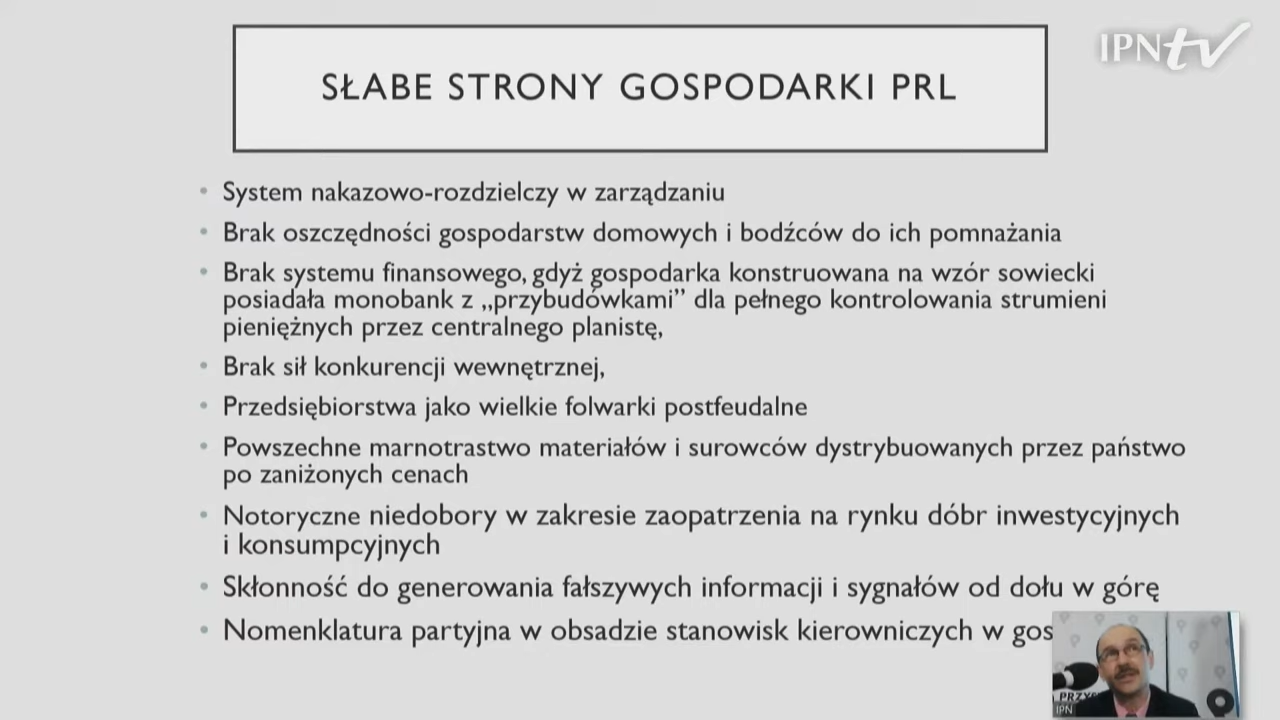 IPNtv
SŁABE STRONY GOSPODARKI PRL
• System nakazowo-rozdzielczy w zarządzaniu
• Brak oszczędności gospodarstw domowych i bodźców do ich pomnażania
• Brak systemu finansowego, gdyż gospodarka konstruowana na wzór sowiecki
posiadała monobank z „przybudówkami” dla pełnego kontrolowania strumieni
pieniężnych przez centralnego planistę,
• Brak sił konkurencji wewnętrznej,
• Przedsiębiorstwa jako wielkie folwarki postfeudalne
• Powszechne marnotrastwo materiałów i surowców dystrybuowanych przez państwo
po zaniżonych cenach
• Notoryczne niedobory w zakresie zaopatrzenia na rynku dóbr inwestycyjnych
i konsumpcyjnych
• Skłonność do generowania fałszywych informacji i sygnałów od dołu w górę
• Nomenklatura partyjna w obsadzie stanowisk kierowniczych w gos
IPN